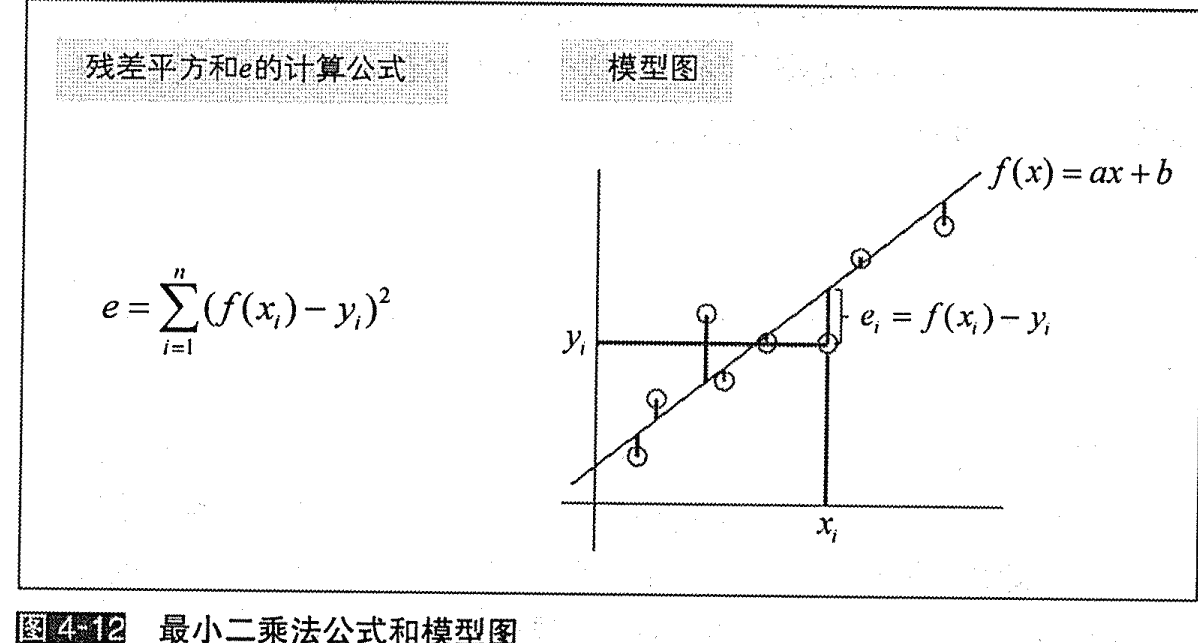 残差平方和e的计算公式
模型图
f(x) = ax + b
e = ∑_{i=1}^{n} (f(x_i) − y_i)^2
y_i
e_i = f(x_i) − y_i
x_i
图 4-12 最小二乘法公式和模型图